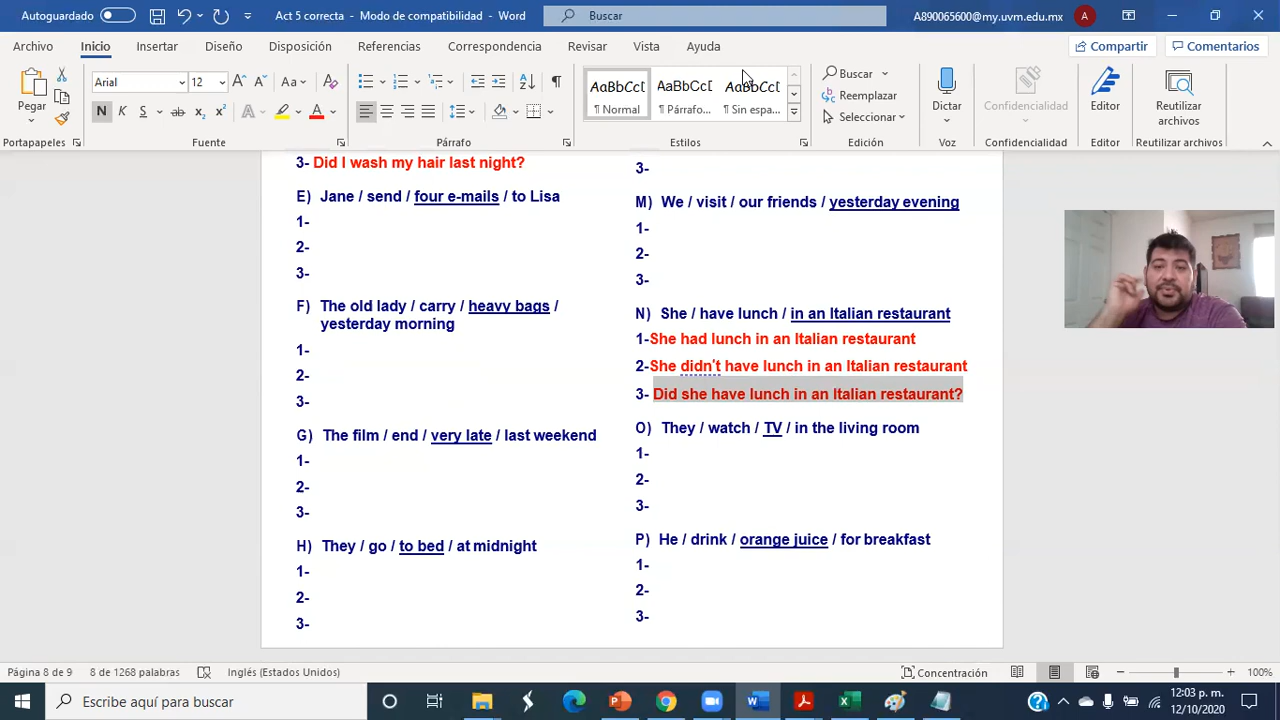 Autoguardado
Act 5 correcta - Modo de compatibilidad - Word
Buscar
A890065600@my.uvm.edu.mx
A
Archivo Inicio Insertar Diseño Disposición Referencias Correspondencia Revisar Vista Ayuda
Compartir Comentarios
Pegar
Arial 12 Aa
N K S ab A A
AaBbCcI AaBbCcI AaBbCcI
¶ Normal ¶ Párrafo... ¶ Sin espa...
Buscar
Reemplazar
Seleccionar
Dictar
Confidencialidad
Editor
Reutilizar archivos
Portapapeles Fuente Párrafo Estilos Edición Voz Confidencialidad Editor Reutilizar archivos
3- Did I wash my hair last night?
E) Jane / send / four e-mails / to Lisa
1-
2-
3-
F) The old lady / carry / heavy bags /
yesterday morning
1-
2-
3-
G) The film / end / very late / last weekend
1-
2-
3-
H) They / go / to bed / at midnight
1-
2-
3-
3-
M) We / visit / our friends / yesterday evening
1-
2-
3-
N) She / have lunch / in an Italian restaurant
1-She had lunch in an Italian restaurant
2-She didn't have lunch in an Italian restaurant
3- Did she have lunch in an Italian restaurant?
O) They / watch / TV / in the living room
1-
2-
3-
P) He / drink / orange juice / for breakfast
1-
2-
3-
Página 8 de 9 8 de 1268 palabras Inglés (Estados Unidos)
Concentración
100%
Escribe aquí para buscar
12:03 p. m.
12/10/2020